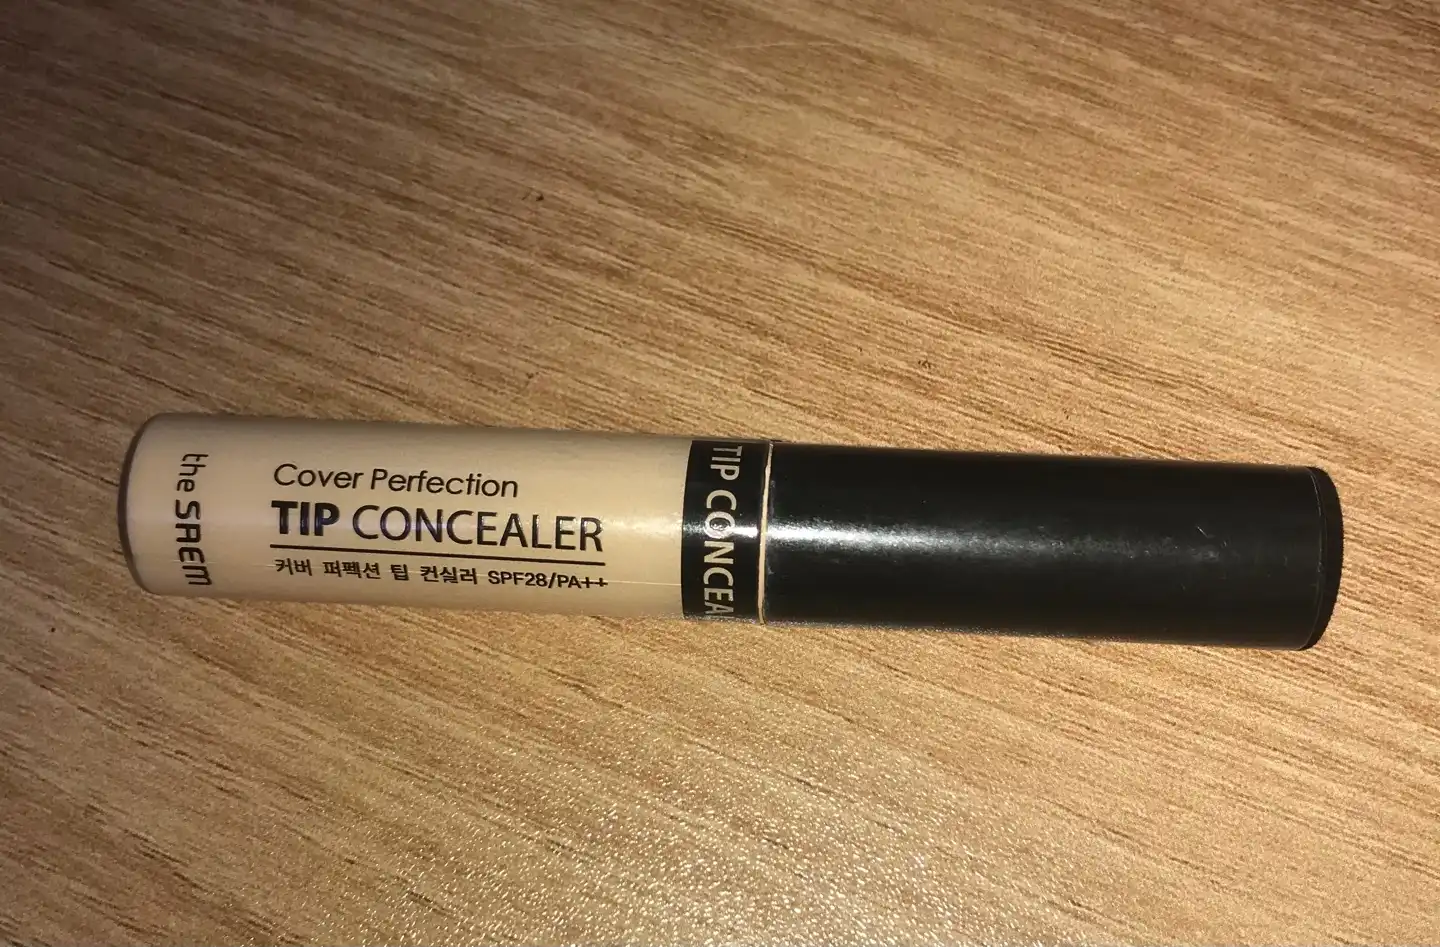 the SAEM
Cover Perfection
TIP CONCEALER
커버 퍼펙션 팁 컨실러 SPF28/PA++
TIP CONCEA